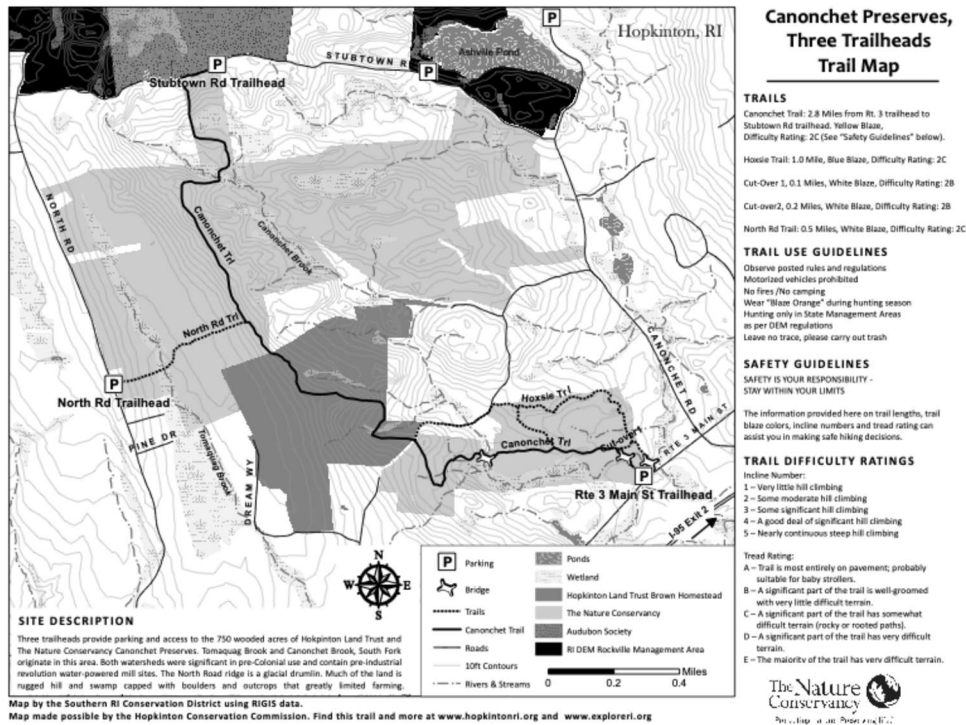 Canonchet Preserves,
Three Trailheads
Trail Map
Hopkinton, RI
Ashville Pond
STUBTOWN R
Stubtown Rd Trailhead
P
P
P
NORTH RD
Canonchet Trl
Canonchet Brook
North Rd Trl
P
North Rd Trailhead
PINE DR
Tomaquag Brook
DREAM WY
Hoxsie Trl
Canonchet Trl
Cut-over1
CANONCHET RD
RTE 3 MAIN ST
P
Rte 3 Main St Trailhead
I-95 Exit 2
N
W E
S
P Parking
Bridge
Trails
Canonchet Trail
Roads
10ft Contours
Rivers & Streams
Ponds
Wetland
Hopkinton Land Trust Brown Homestead
The Nature Conservancy
Audubon Society
RI DEM Rockville Management Area
Miles
0 0.2 0.4
SITE DESCRIPTION
Three trailheads provide parking and access to the 750 wooded acres of Hokpinton Land Trust and
The Nature Conservancy Canonchet Preserves. Tomaquag Brook and Canonchet Brook, South Fork
originate in this area. Both watersheds were significant in pre-Colonial use and contain pre-industrial
revolution water-powered mill sites. The North Road ridge is a glacial drumlin. Much of the land is
rugged hill and swamp capped with boulders and outcrops that greatly limited farming.
Map by the Southern RI Conservation District using RIGIS data.
Map made possible by the Hopkinton Conservation Commission. Find this trail and more at www.hopkintonri.org and www.exploreri.org
TRAILS
Canonchet Trail: 2.8 Miles from Rt. 3 trailhead to
Stubtown Rd trailhead. Yellow Blaze,
Difficulty Rating: 2C (See "Safety Guidelines" below).
Hoxsie Trail: 1.0 Mile, Blue Blaze, Difficulty Rating: 2C
Cut-Over 1, 0.1 Miles, White Blaze, Difficulty Rating: 2B
Cut-over2, 0.2 Miles, White Blaze, Difficulty Rating: 2B
North Rd Trail: 0.5 Miles, White Blaze, Difficulty Rating: 2C
TRAIL USE GUIDELINES
Observe posted rules and regulations
Motorized vehicles prohibited
No fires /No camping
Wear "Blaze Orange" during hunting season
Hunting only in State Management Areas
as per DEM regulations
Leave no trace, please carry out trash
SAFETY GUIDELINES
SAFETY IS YOUR RESPONSIBILITY -
STAY WITHIN YOUR LIMITS
The information provided here on trail lengths, trail
blaze colors, incline numbers and tread rating can
assist you in making safe hiking decisions.
TRAIL DIFFICULTY RATINGS
Incline Number:
1 – Very little hill climbing
2 – Some moderate hill climbing
3 – Some significant hill climbing
4 – A good deal of significant hill climbing
5 – Nearly continuous steep hill climbing
Tread Rating:
A – Trail is most entirely on pavement; probably
suitable for baby strollers.
B – A significant part of the trail is well-groomed
with very little difficult terrain.
C – A significant part of the trail has somewhat
difficult terrain (rocky or rooted paths).
D – A significant part of the trail has very difficult
terrain.
E – The majority of the trail has very difficult terrain.
The Nature
Conservancy